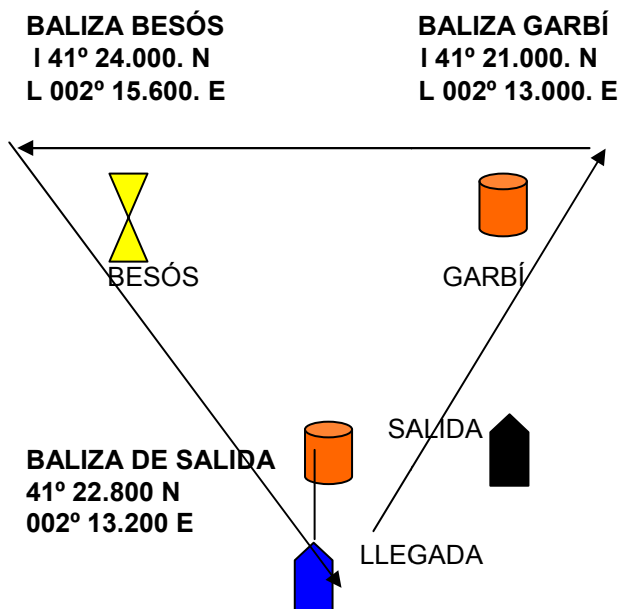 BALIZA BESÓS
l 41º 24.000. N
L 002º 15.600. E
BALIZA GARBÍ
l 41º 21.000. N
L 002º 13.000. E
BESÓS
GARBÍ
SALIDA
BALIZA DE SALIDA
41º 22.800 N
002º 13.200 E
LLEGADA